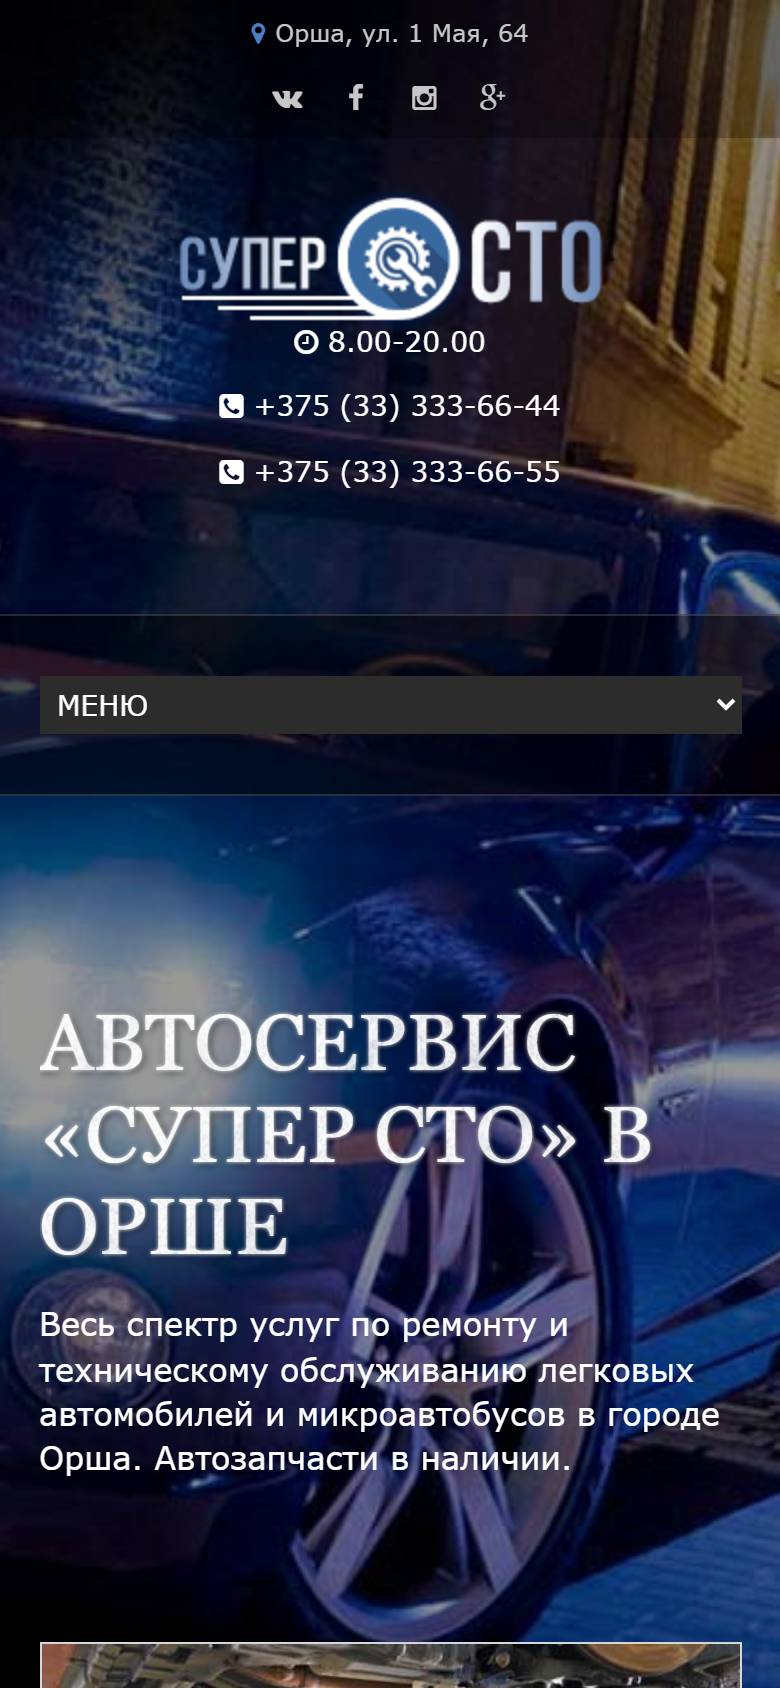 Орша, ул. 1 Мая, 64
СУПЕР СТО
8.00-20.00
+375 (33) 333-66-44
+375 (33) 333-66-55
МЕНЮ
АВТОСЕРВИС
«СУПЕР СТО» В
ОРШЕ
Весь спектр услуг по ремонту и
техническому обслуживанию легковых
автомобилей и микроавтобусов в городе
Орша. Автозапчасти в наличии.